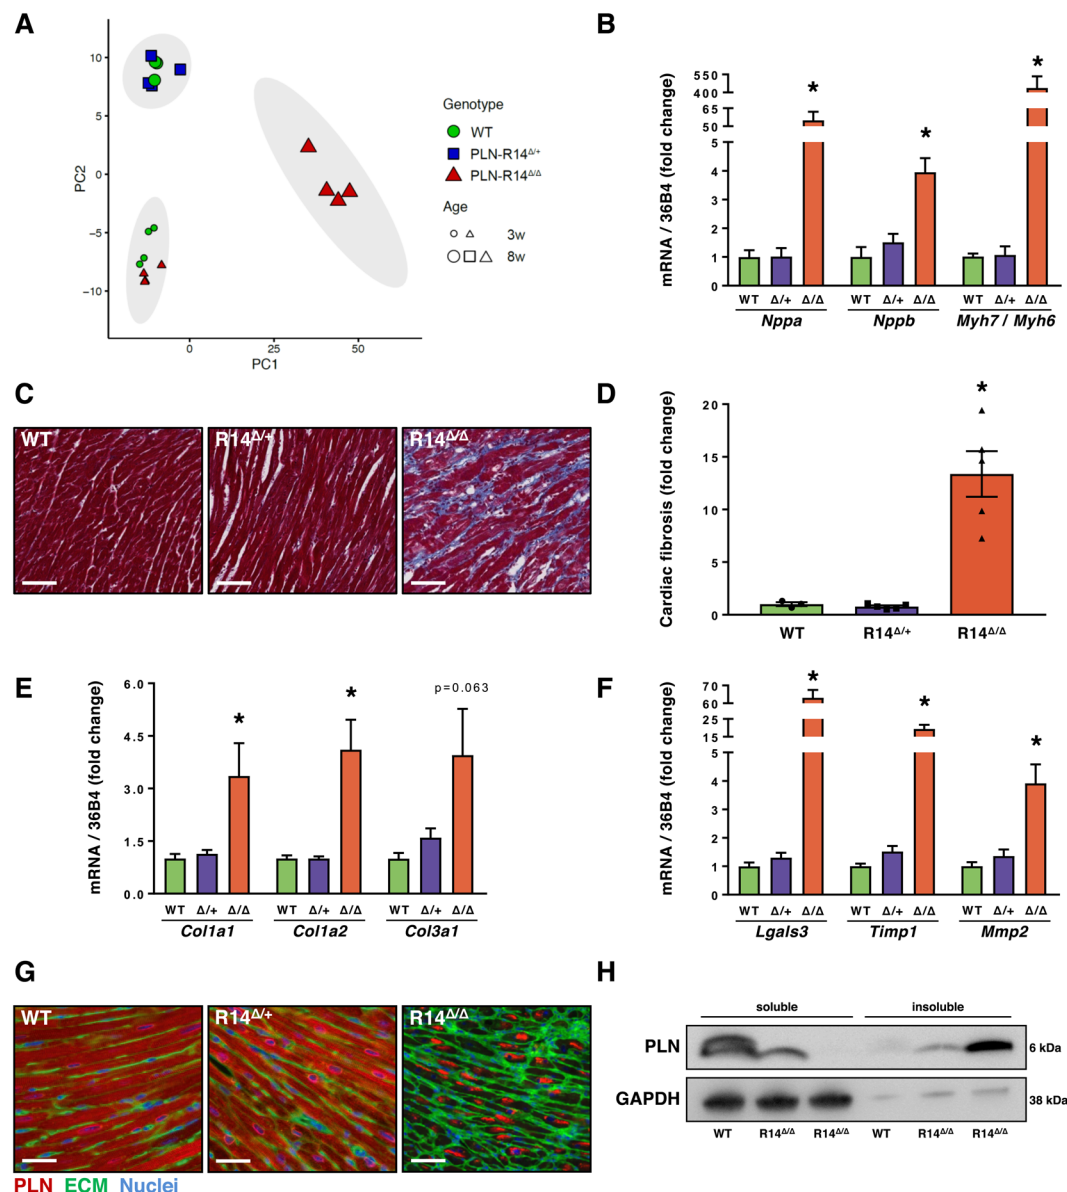 A
10
5
0
−5
−10
PC2
0
25
50
PC1
Genotype
WT
PLN-R14Δ/+
PLN-R14Δ/Δ
Age
3w
8w
B
mRNA / 36B4 (fold change)
550
400
65
50
5
4
3
2
1
0
*
*
*
WT Δ/+ Δ/Δ WT Δ/+ Δ/Δ WT Δ/+ Δ/Δ
Nppa Nppb Myh7 / Myh6
C
WT R14Δ/+ R14Δ/Δ
D
Cardiac fibrosis (fold change)
20
15
10
5
0
*
WT R14Δ/+ R14Δ/Δ
E
mRNA / 36B4 (fold change)
6.0
4.5
3.0
1.5
0.0
*
*
p=0.063
WT Δ/+ Δ/Δ WT Δ/+ Δ/Δ WT Δ/+ Δ/Δ
Col1a1 Col1a2 Col3a1
F
mRNA / 36B4 (fold change)
70
60
25
15
5
4
3
2
1
0
*
*
*
WT Δ/+ Δ/Δ WT Δ/+ Δ/Δ WT Δ/+ Δ/Δ
Lgals3 Timp1 Mmp2
G
WT R14Δ/+ R14Δ/Δ
PLN ECM Nuclei
H
soluble insoluble
PLN 6 kDa
GAPDH 38 kDa
WT R14Δ/Δ R14Δ/Δ WT R14Δ/Δ R14Δ/Δ